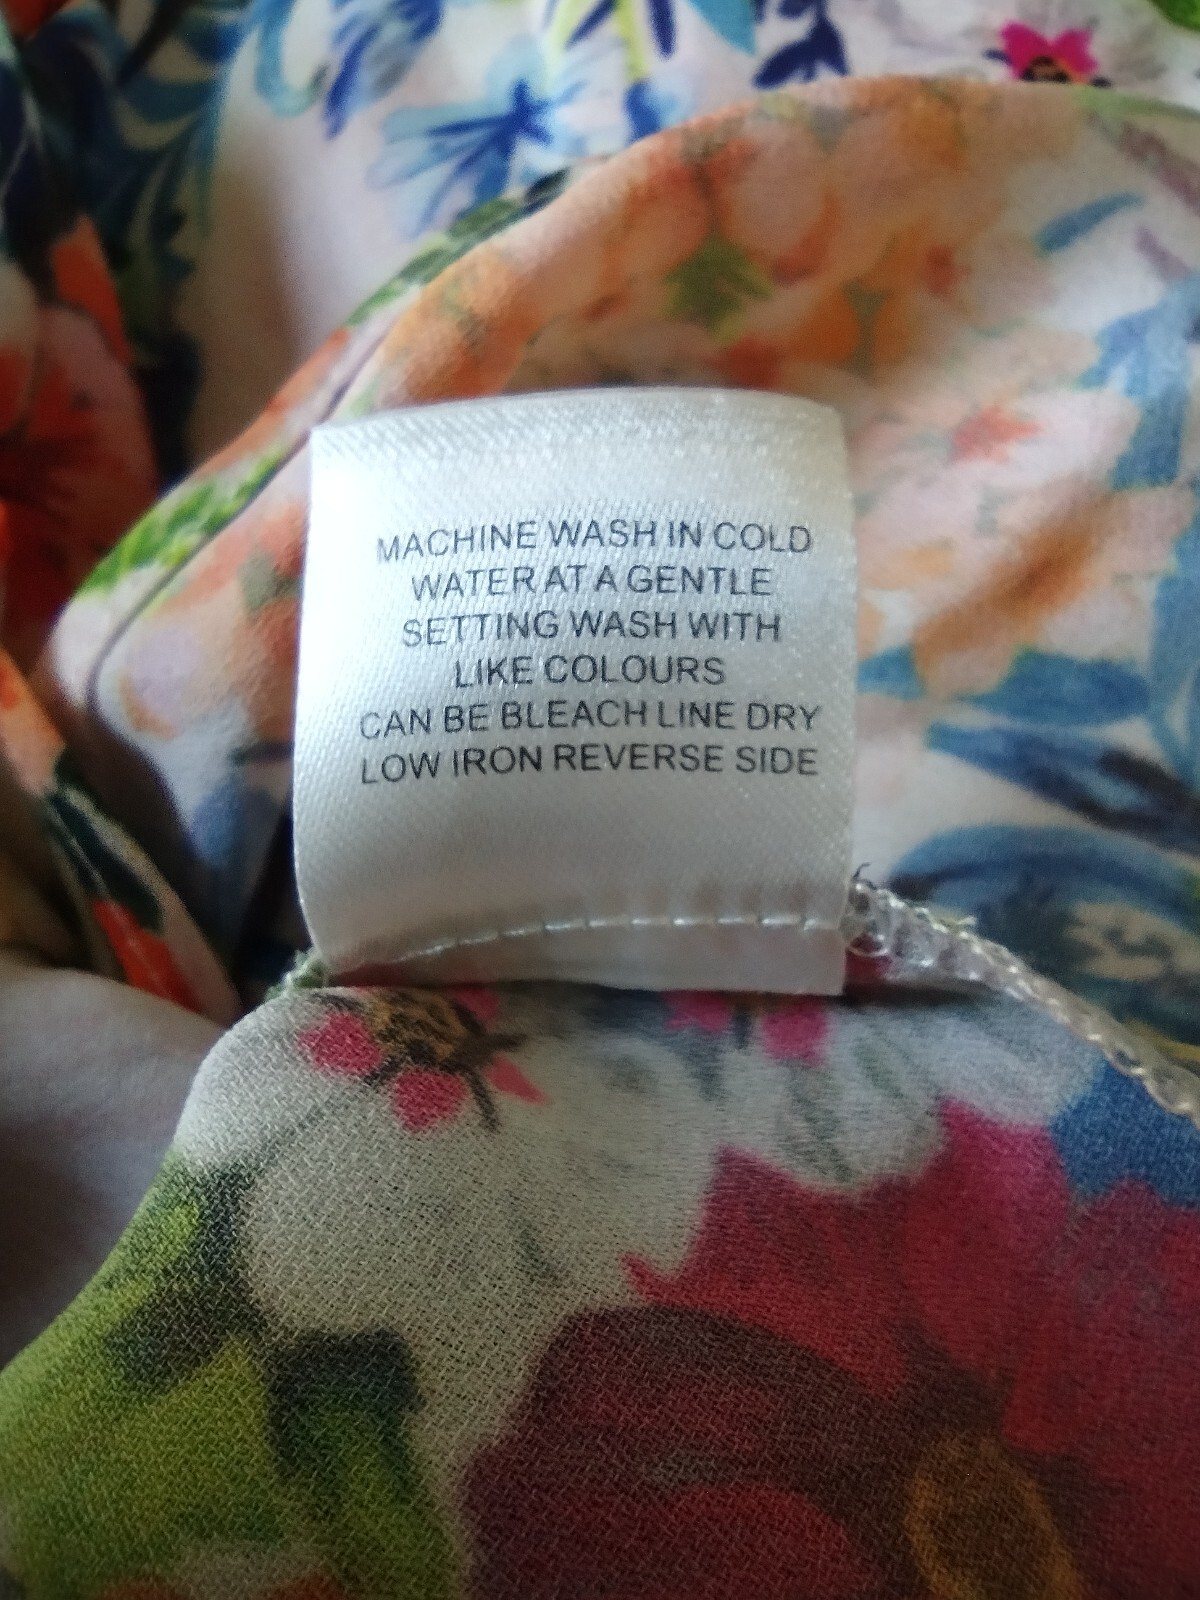 MACHINE WASH IN COLD
WATER AT A GENTLE
SETTING WASH WITH
LIKE COLOURS
CAN BE BLEACH LINE DRY
LOW IRON REVERSE SIDE